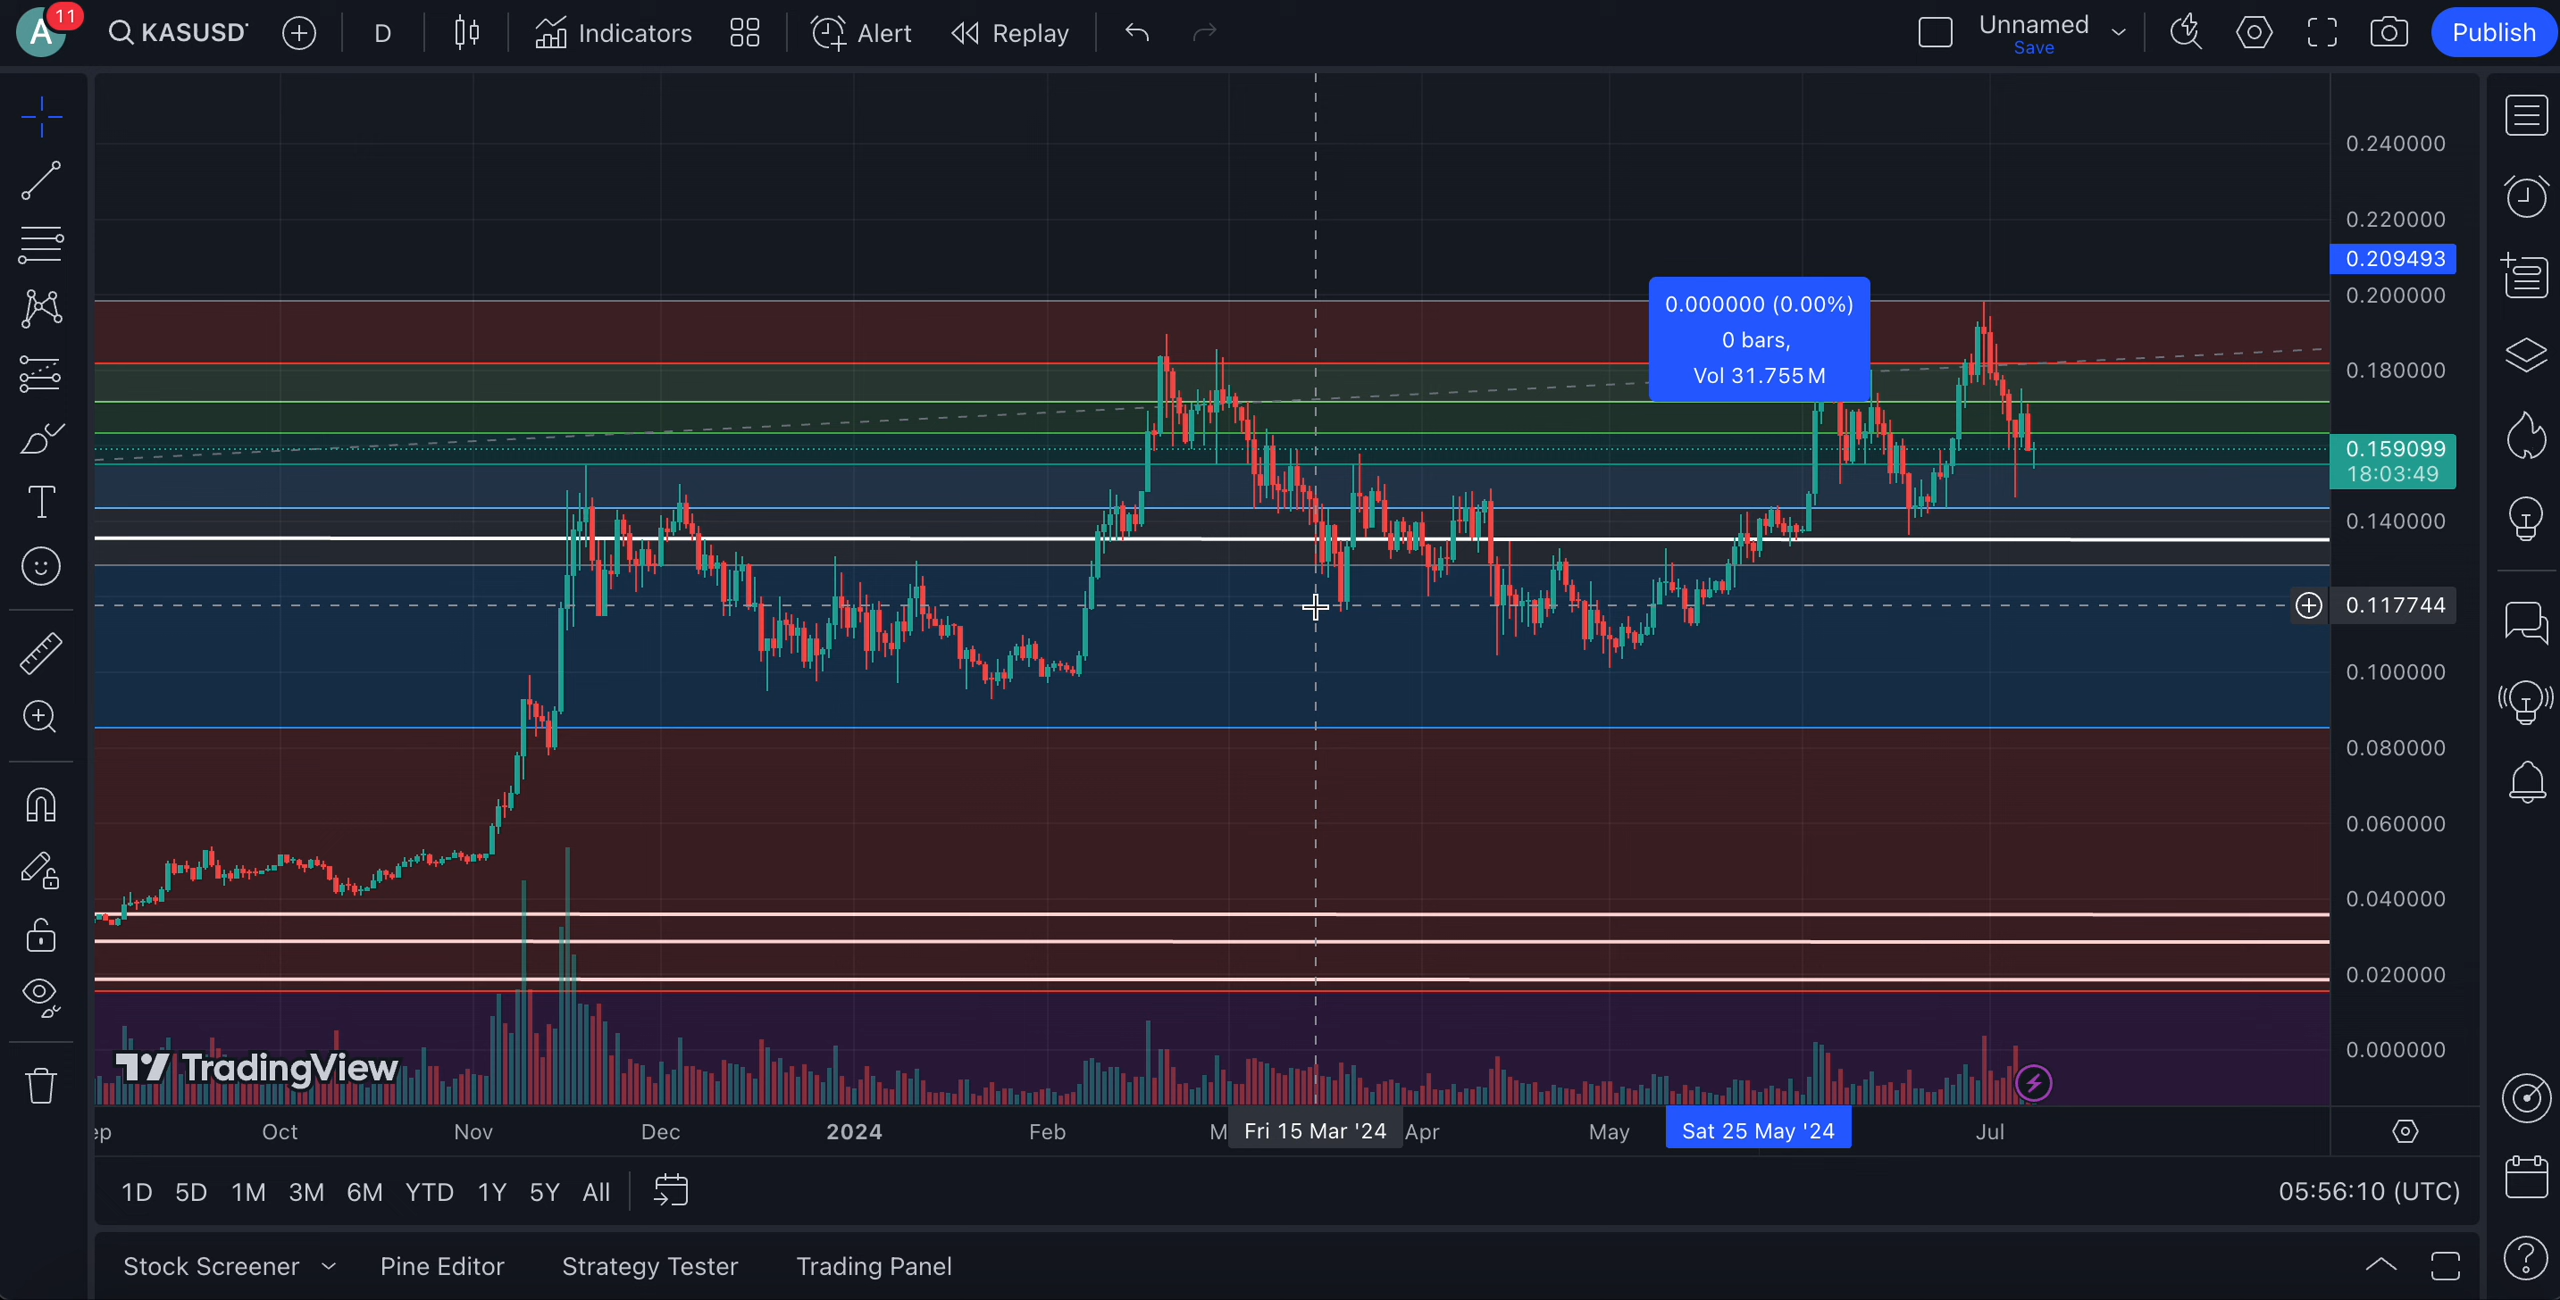 A
11
KASUSD
D
Indicators
Alert
Replay
Unnamed
Save
Publish
0.240000
0.220000
0.209493
0.200000
0.180000
0.159099
18:03:49
0.140000
0.117744
0.100000
0.080000
0.060000
0.040000
0.020000
0.000000
0.000000 (0.00%)
0 bars,
Vol 31.755 M
TradingView
ep
Oct
Nov
Dec
2024
Feb
M
Fri 15 Mar '24
Apr
May
Sat 25 May '24
Jul
1D 5D 1M 3M 6M YTD 1Y 5Y All
05:56:10 (UTC)
Stock Screener
Pine Editor
Strategy Tester
Trading Panel